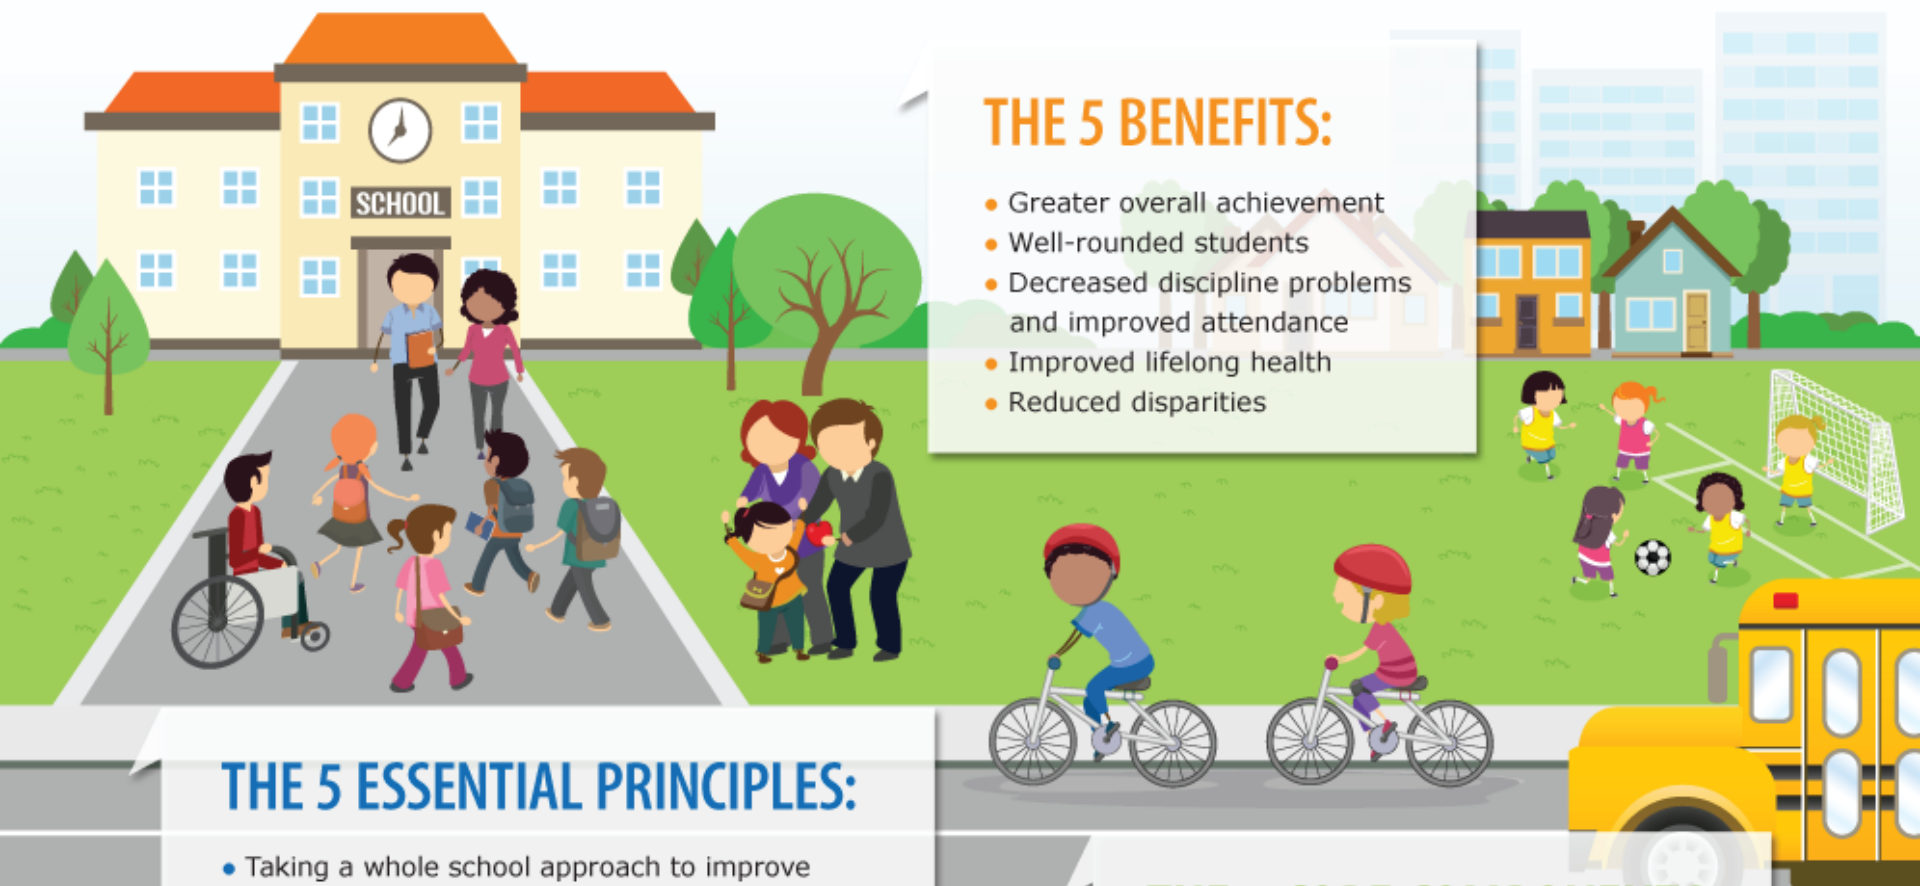 SCHOOL
THE 5 BENEFITS:
• Greater overall achievement
• Well-rounded students
• Decreased discipline problems
and improved attendance
• Improved lifelong health
• Reduced disparities
THE 5 ESSENTIAL PRINCIPLES:
• Taking a whole school approach to improve